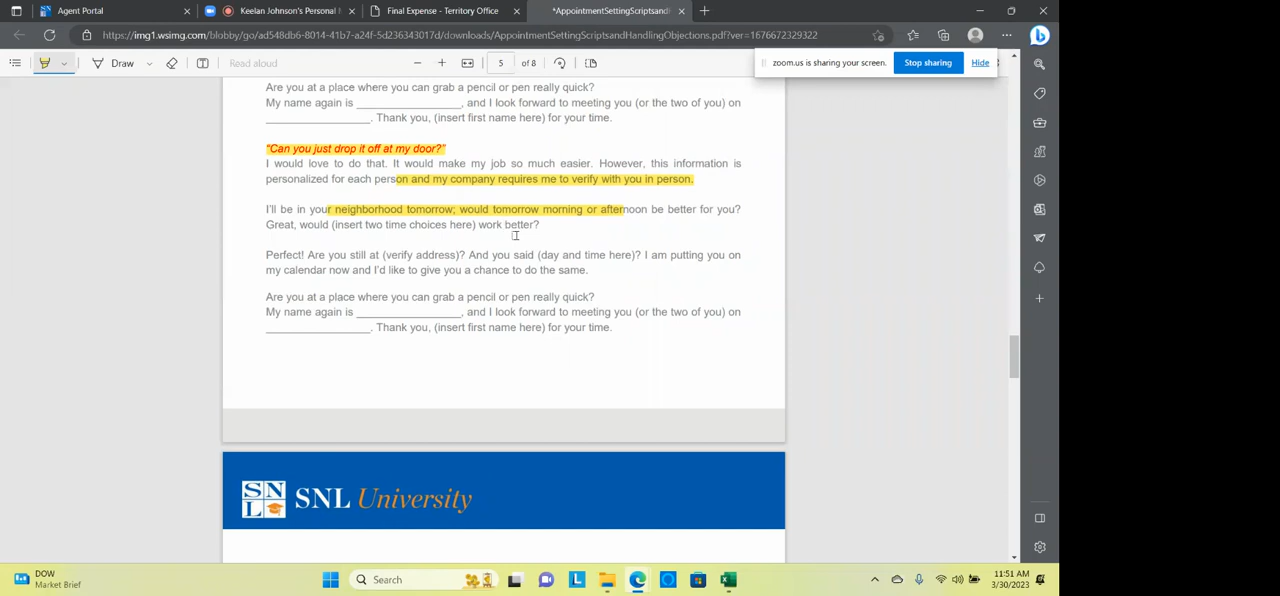 Agent Portal
Keelan Johnson's Personal M
Final Expense - Territory Office
*AppointmentSettingScriptsandH
https://img1.wsimg.com/blobby/go/ad548db6-8014-41b7-a24f-5d236343017d/downloads/AppointmentSettingScriptsandHandlingObjections.pdf?ver=1676672329322
Draw
Read aloud
5 of 8
zoom.us is sharing your screen. Stop sharing Hide
Are you at a place where you can grab a pencil or pen really quick?
My name again is _________________, and I look forward to meeting you (or the two of you) on
_________________. Thank you, (insert first name here) for your time.
"Can you just drop it off at my door?"
I would love to do that. It would make my job so much easier. However, this information is
personalized for each person and my company requires me to verify with you in person.
I'll be in your neighborhood tomorrow; would tomorrow morning or afternoon be better for you?
Great, would (insert two time choices here) work better?
Perfect! Are you still at (verify address)? And you said (day and time here)? I am putting you on
my calendar now and I'd like to give you a chance to do the same.
Are you at a place where you can grab a pencil or pen really quick?
My name again is _________________, and I look forward to meeting you (or the two of you) on
_________________. Thank you, (insert first name here) for your time.
SNL
SNL University
DOW
Market Brief
Search
11:51 AM
3/30/2023